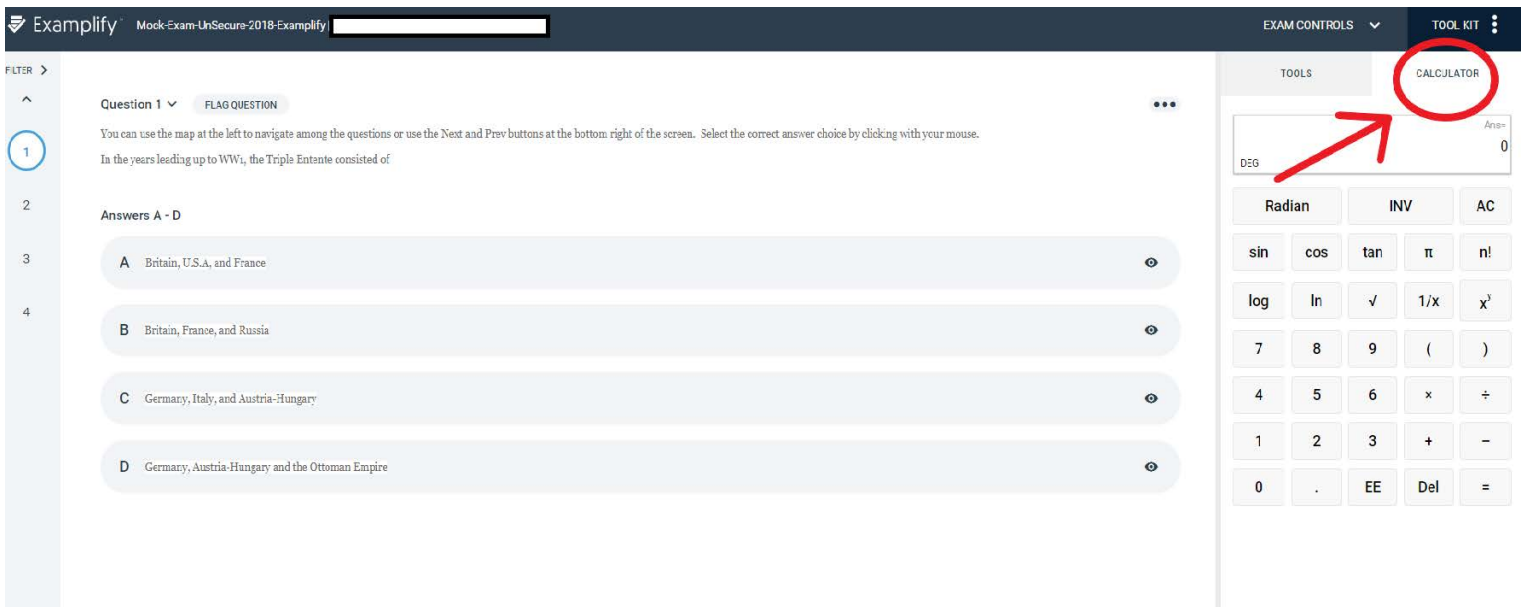 Examplify Mock-Exam-UnSecure-2018-Examplify EXAM CONTROLS TOOL KIT
FILTER
TOOLS CALCULATOR
Question 1 FLAG QUESTION
You can use the map at the left to navigate among the questions or use the Next and Prev buttons at the bottom right of the screen. Select the correct answer choice by clicking with your mouse.
In the years leading up to WW1, the Triple Entente consisted of
1
2
3
4
Answers A - D
A Britain, U.S.A, and France
B Britain, France, and Russia
C Germany, Italy, and Austria-Hungary
D Germany, Austria-Hungary and the Ottoman Empire
Ans=
0
DEG
Radian INV AC
sin cos tan π n!
log ln √ 1/x xʸ
7 8 9 ( )
4 5 6 × ÷
1 2 3 + −
0 . EE Del =